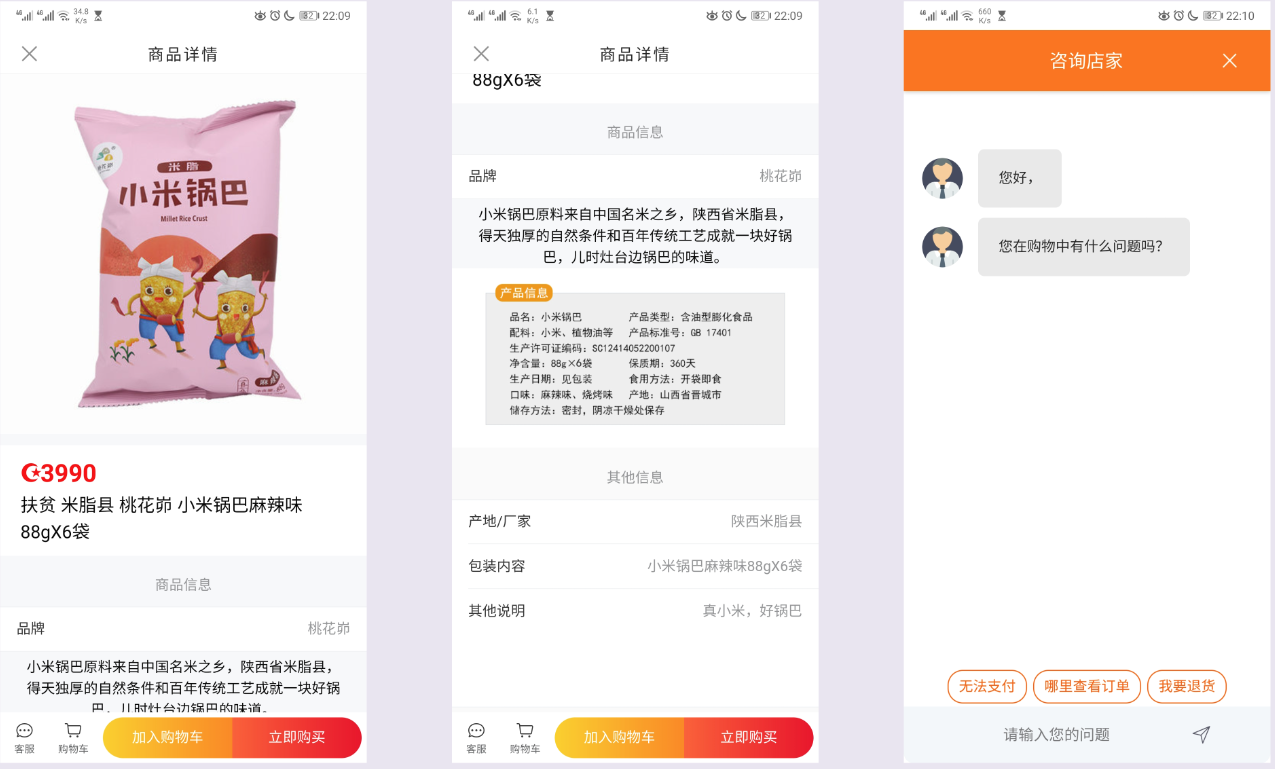 34.8
K/s
82
22:09
商品详情
米脂
小米锅巴
Millet Rice Crust
3990
扶贫 米脂县 桃花峁 小米锅巴麻辣味
88gX6袋
商品信息
品牌
桃花峁
小米锅巴原料来自中国名米之乡，陕西省米脂县，
得天独厚的自然条件和百年传统工艺成就一块好锅
巴，儿时灶台边锅巴的味道。
客服
购物车
加入购物车
立即购买
6.1
K/s
82
22:09
商品详情
88gX6袋
商品信息
品牌
桃花峁
小米锅巴原料来自中国名米之乡，陕西省米脂县，
得天独厚的自然条件和百年传统工艺成就一块好锅
巴，儿时灶台边锅巴的味道。
产品信息
品名：小米锅巴 产品类型：含油型膨化食品
配料：小米、植物油等 产品标准号：GB 17401
生产许可证编码：SC12414052200107
净含量：88g×6袋 保质期：360天
生产日期：见包装 食用方法：开袋即食
口味：麻辣味、烧烤味 产地：山西省晋城市
储存方法：密封，阴凉干燥处保存
其他信息
产地/厂家
陕西米脂县
包装内容
小米锅巴麻辣味88gX6袋
其他说明
真小米，好锅巴
客服
购物车
加入购物车
立即购买
660
K/s
82
22:10
咨询店家
您好，
您在购物中有什么问题吗？
无法支付
哪里查看订单
我要退货
请输入您的问题